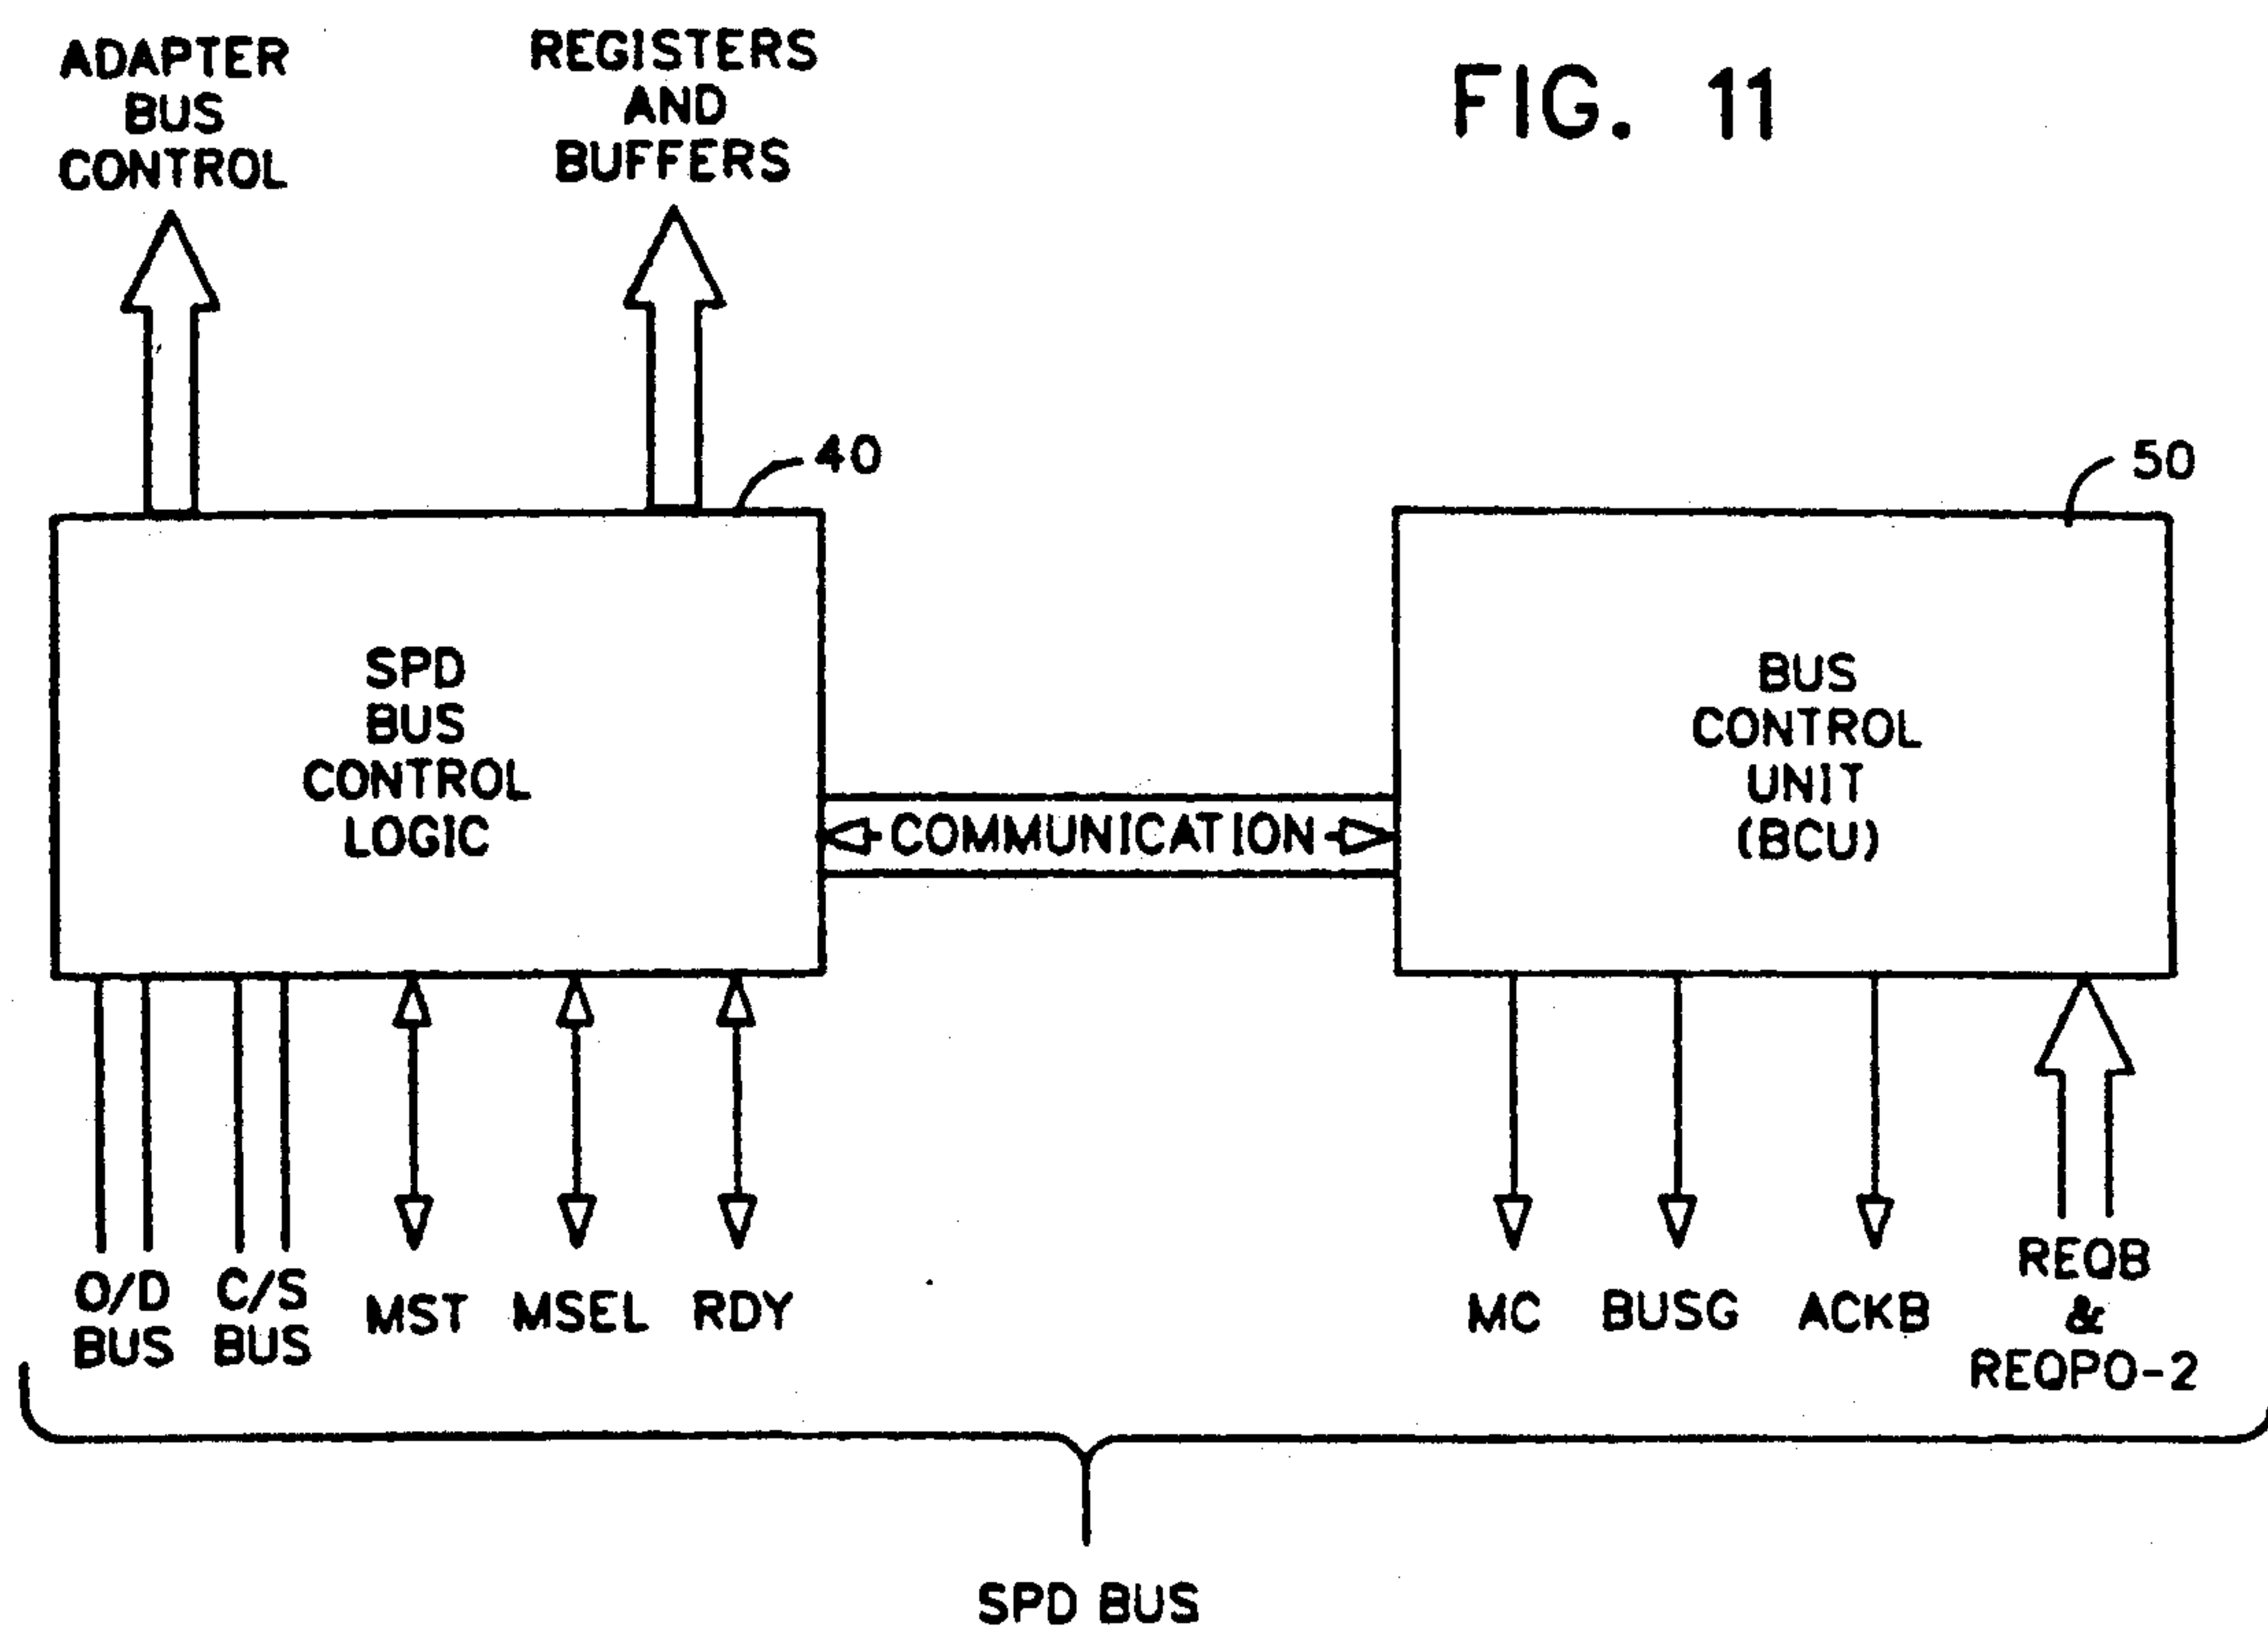 ADAPTER
BUS
CONTROL
REGISTERS
AND
BUFFERS
FIG. 11
40
50
SPD
BUS
CONTROL
LOGIC
COMMUNICATION
BUS
CONTROL
UNIT
(BCU)
O/D
BUS
C/S
BUS
MST
MSEL
RDY
MC
BUSG
ACKB
REQB
&
REQPO-2
SPD BUS